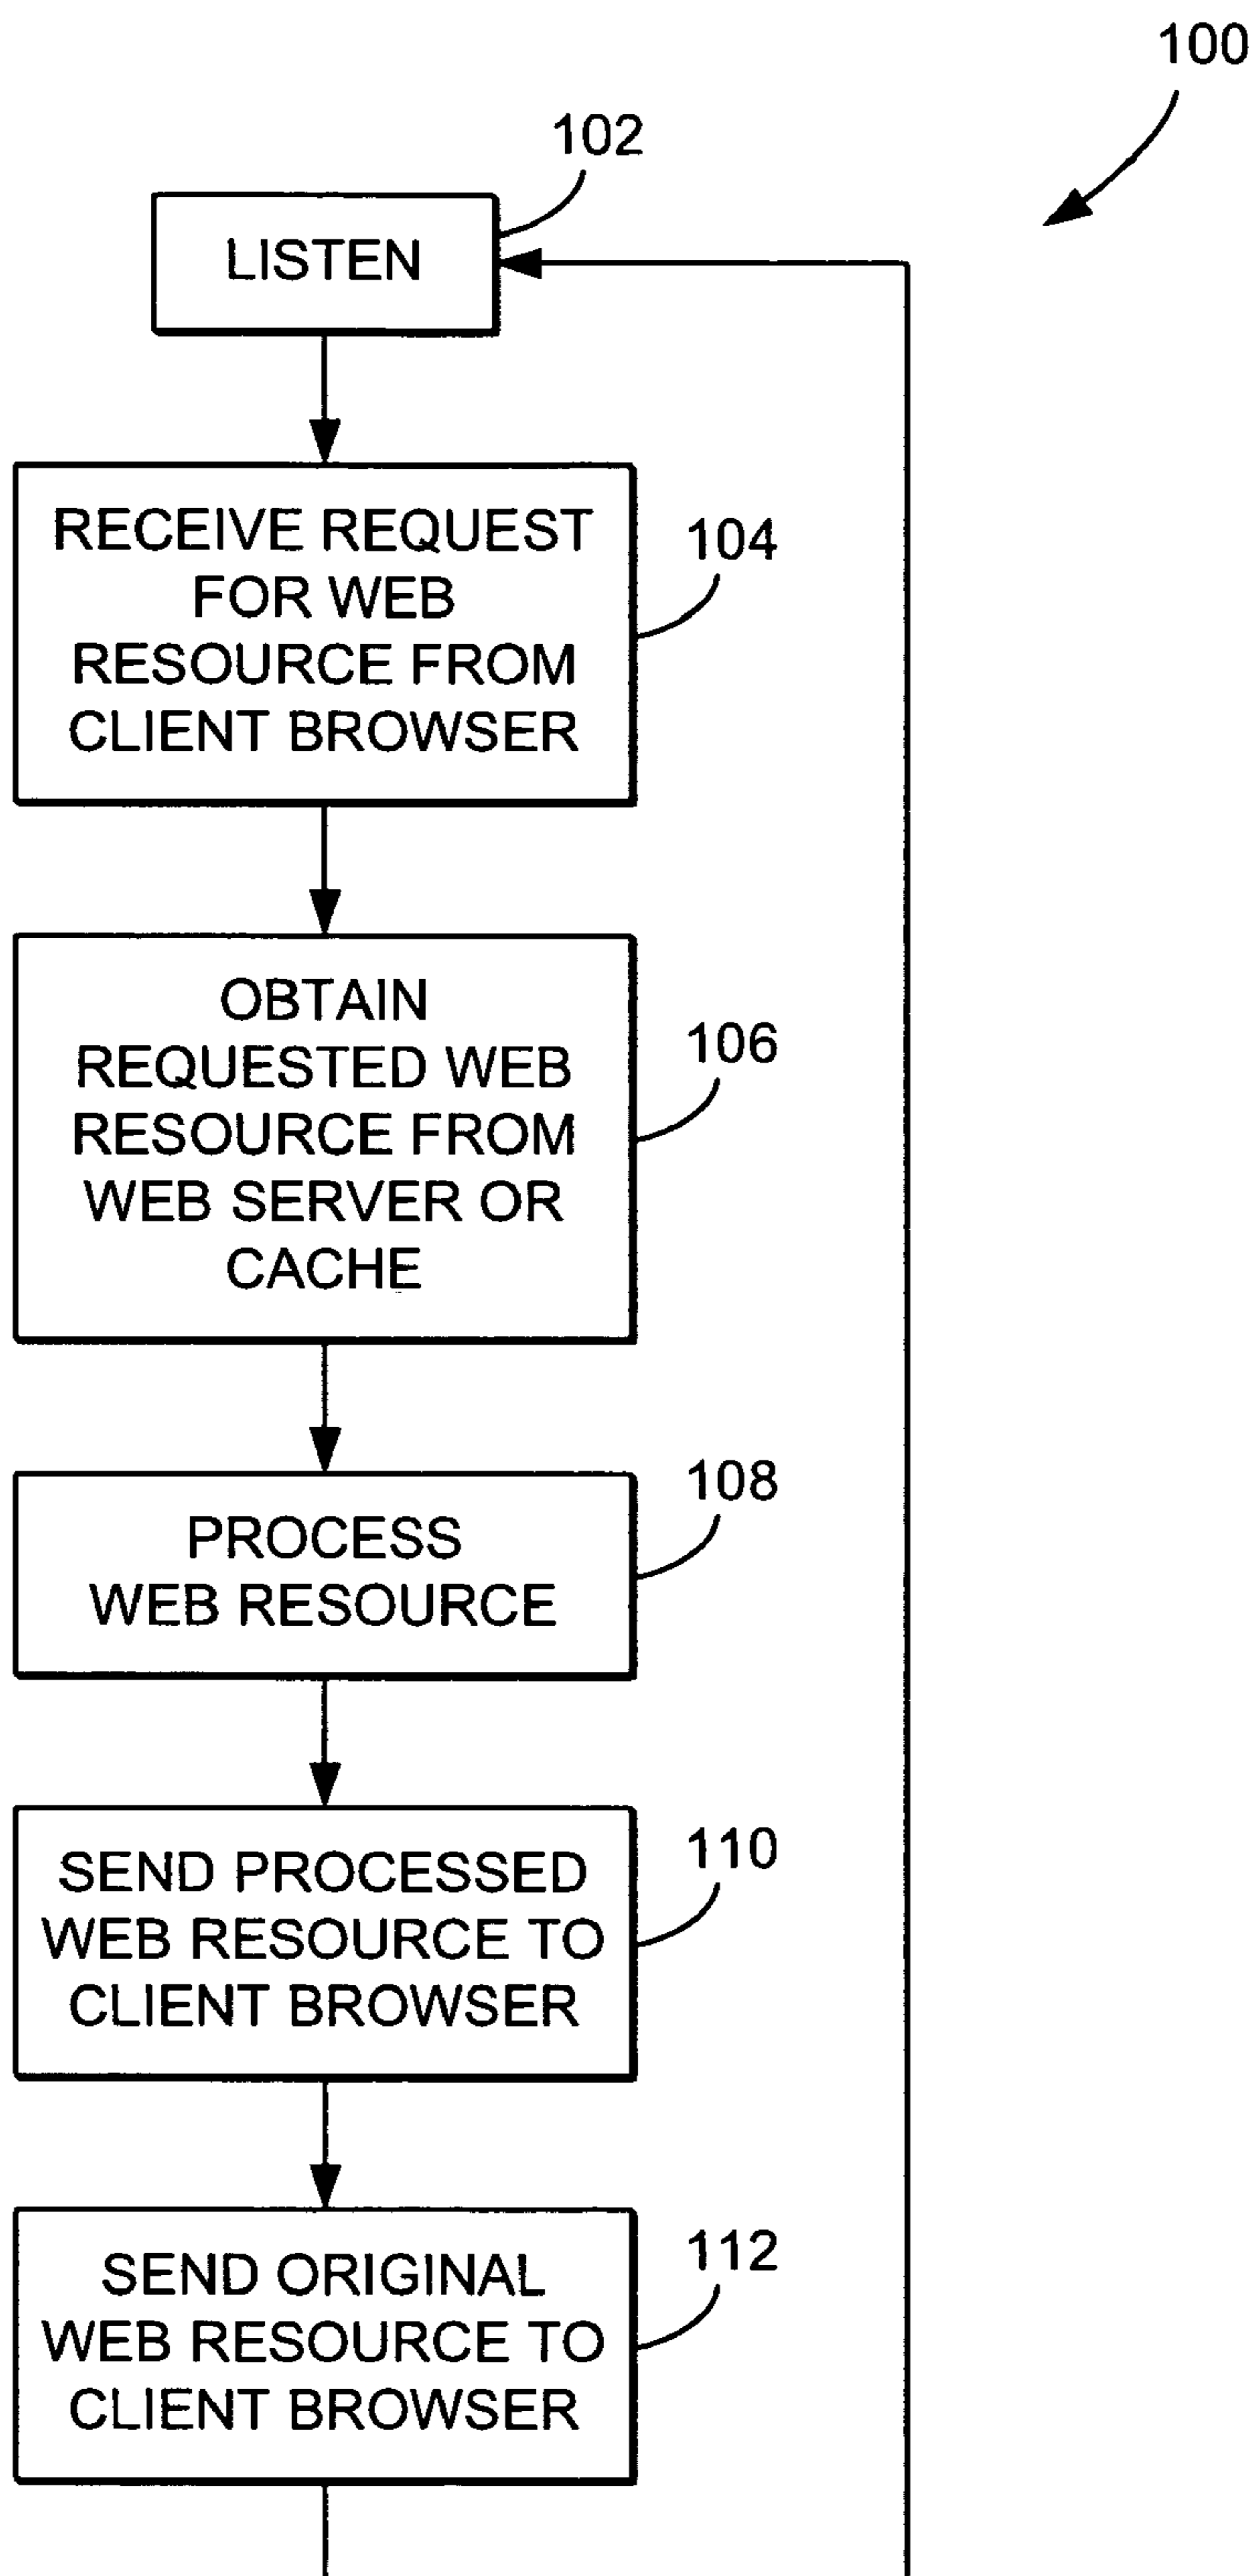 100
102
LISTEN
RECEIVE REQUEST
FOR WEB
RESOURCE FROM
CLIENT BROWSER
104
OBTAIN
REQUESTED WEB
RESOURCE FROM
WEB SERVER OR
CACHE
106
PROCESS
WEB RESOURCE
108
SEND PROCESSED
WEB RESOURCE TO
CLIENT BROWSER
110
SEND ORIGINAL
WEB RESOURCE TO
CLIENT BROWSER
112